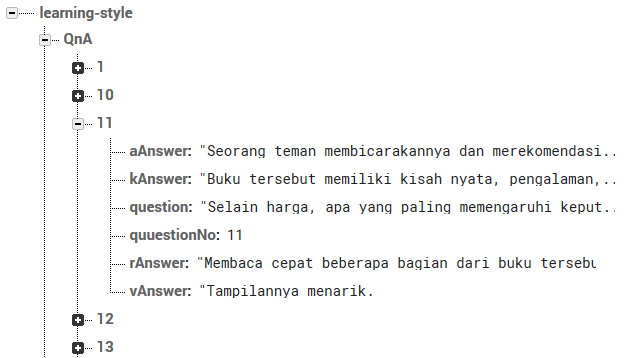 learning-style
QnA
1
10
11
aAnswer: "Seorang teman membicarakannya dan merekomendasi..
kAnswer: "Buku tersebut memiliki kisah nyata, pengalaman,..
question: "Selain harga, apa yang paling memengaruhi keput..
quuestionNo: 11
rAnswer: "Membaca cepat beberapa bagian dari buku tersebu
vAnswer: "Tampilannya menarik.
12
13